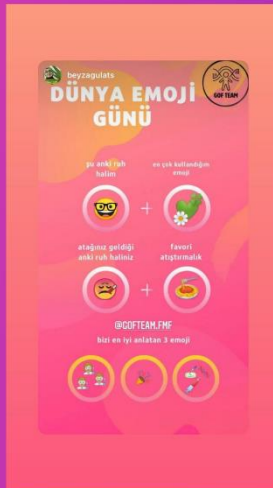 beyzagulats
DÜNYA EMOJİ
GÜNÜ
GOF TEAM
şu anki ruh
halim
en çok kullandığım
emoji
atağınız geldiği
anki ruh haliniz
favori
atıştırmalık
@GOFTEAM.FMF
bizi en iyi anlatan 3 emoji